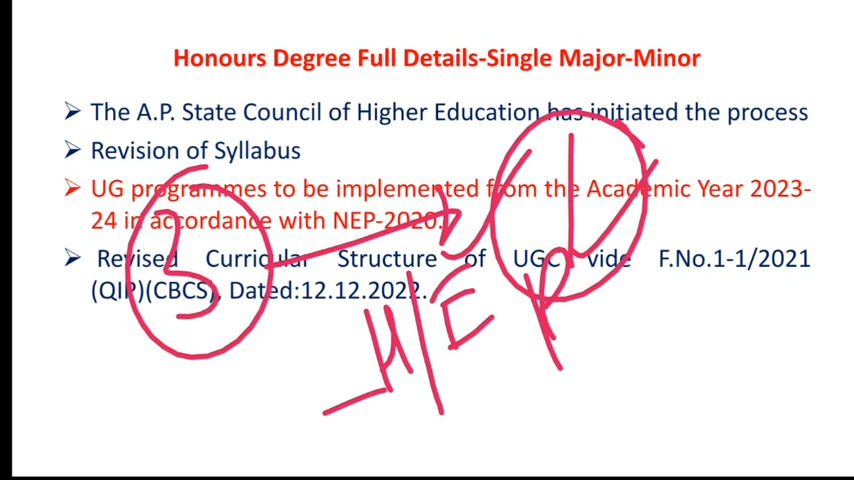 Honours Degree Full Details-Single Major-Minor
➢ The A.P. State Council of Higher Education has initiated the process
➢ Revision of Syllabus
➢ UG programmes to be implemented from the Academic Year 2023-
24 in accordance with NEP-2020.
➢ Revised Curricular Structure of UGC vide F.No.1-1/2021
(QIP)(CBCS), Dated:12.12.2022.
3
1